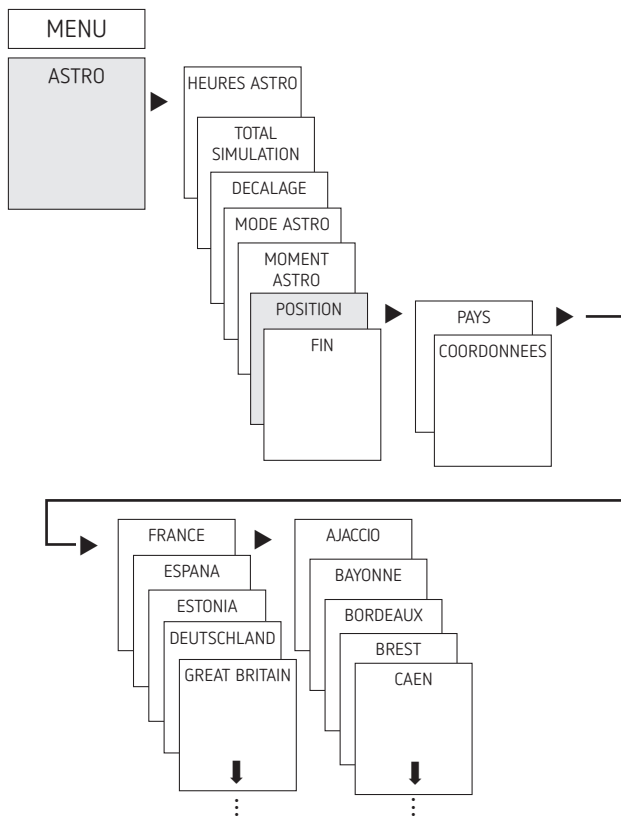 MENU
ASTRO
HEURES ASTRO
TOTAL
SIMULATION
DECALAGE
MODE ASTRO
MOMENT
ASTRO
POSITION
FIN
PAYS
COORDONNEES
FRANCE
ESPANA
ESTONIA
DEUTSCHLAND
GREAT BRITAIN
AJACCIO
BAYONNE
BORDEAUX
BREST
CAEN